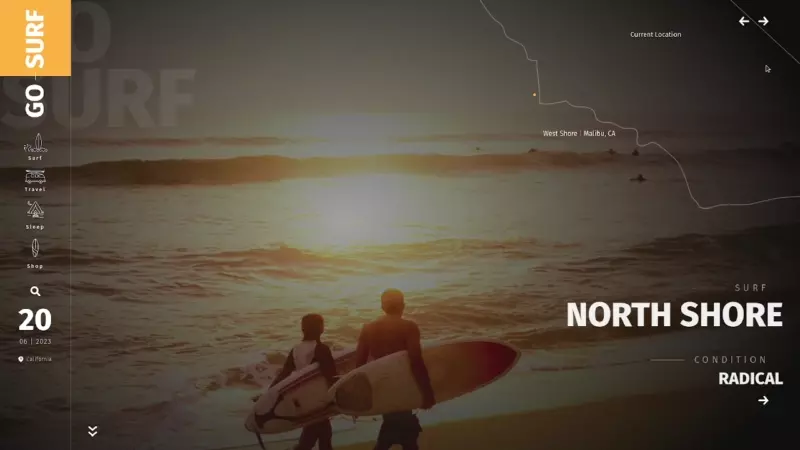 GO SURF
GO
SURF
Surf
Travel
Sleep
Shop
20
06 | 2023
California
Current Location
West Shore | Malibu, CA
SURF
NORTH SHORE
CONDITION
RADICAL